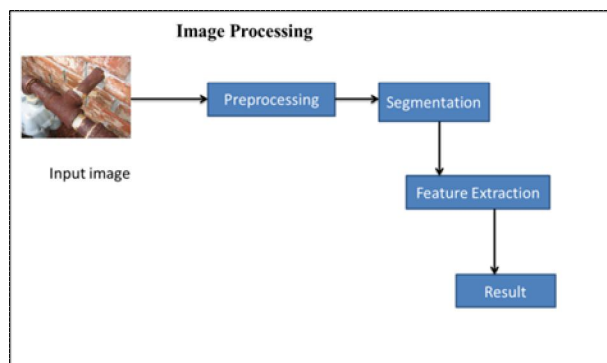 Image Processing
Preprocessing
Segmentation
Input image
Feature Extraction
Result